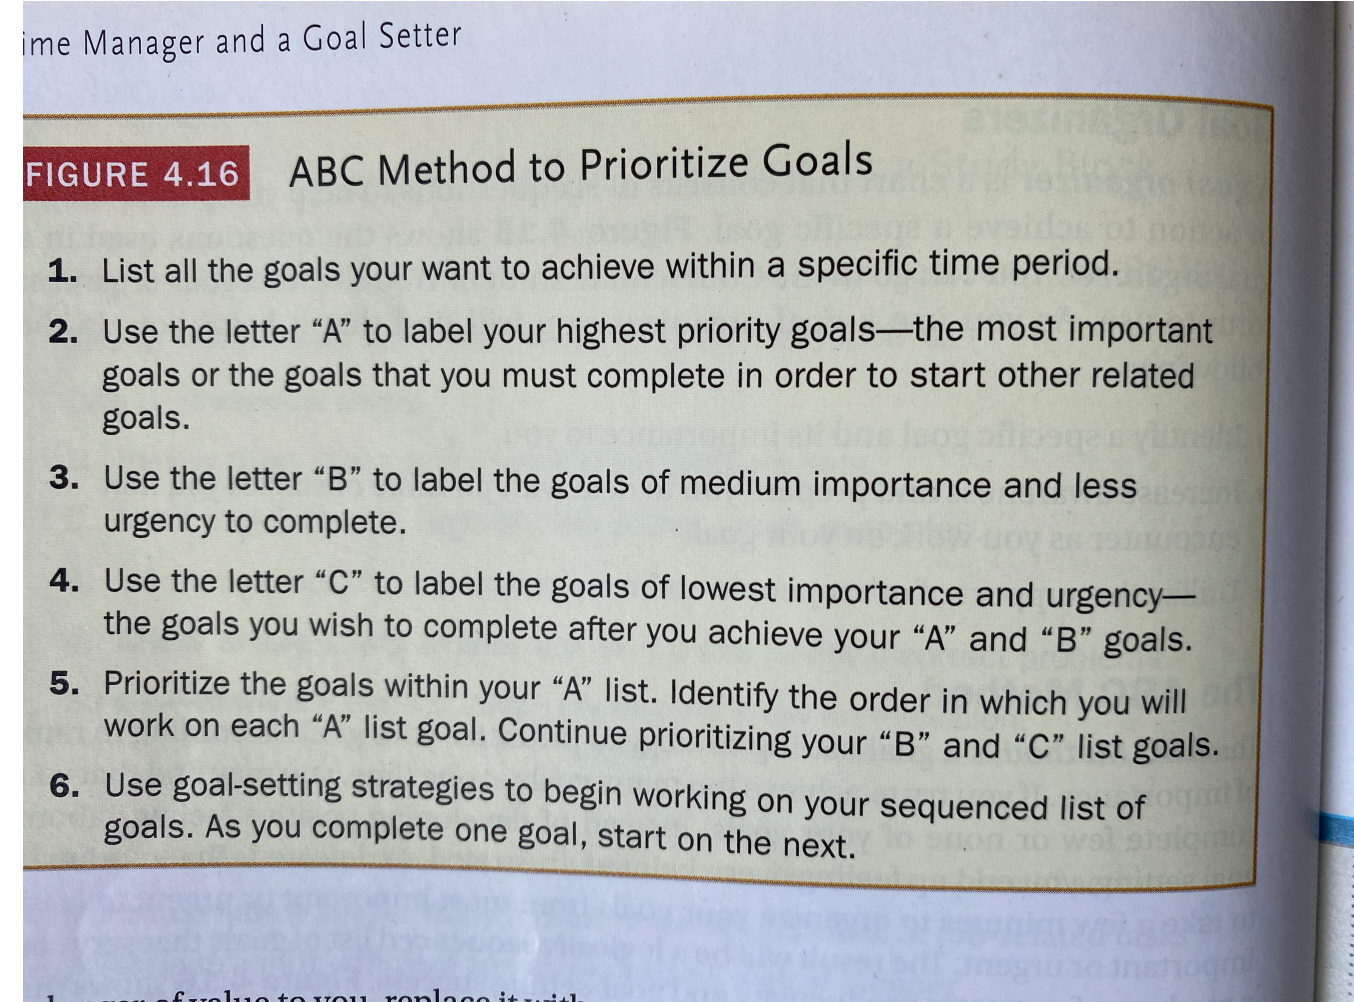 ime Manager and a Goal Setter
FIGURE 4.16 ABC Method to Prioritize Goals
1. List all the goals your want to achieve within a specific time period.
2. Use the letter “A” to label your highest priority goals—the most important
goals or the goals that you must complete in order to start other related
goals.
3. Use the letter “B” to label the goals of medium importance and less
urgency to complete.
4. Use the letter “C” to label the goals of lowest importance and urgency—
the goals you wish to complete after you achieve your “A” and “B” goals.
5. Prioritize the goals within your “A” list. Identify the order in which you will
work on each “A” list goal. Continue prioritizing your “B” and “C” list goals.
6. Use goal-setting strategies to begin working on your sequenced list of
goals. As you complete one goal, start on the next.
of value to you, replace it with